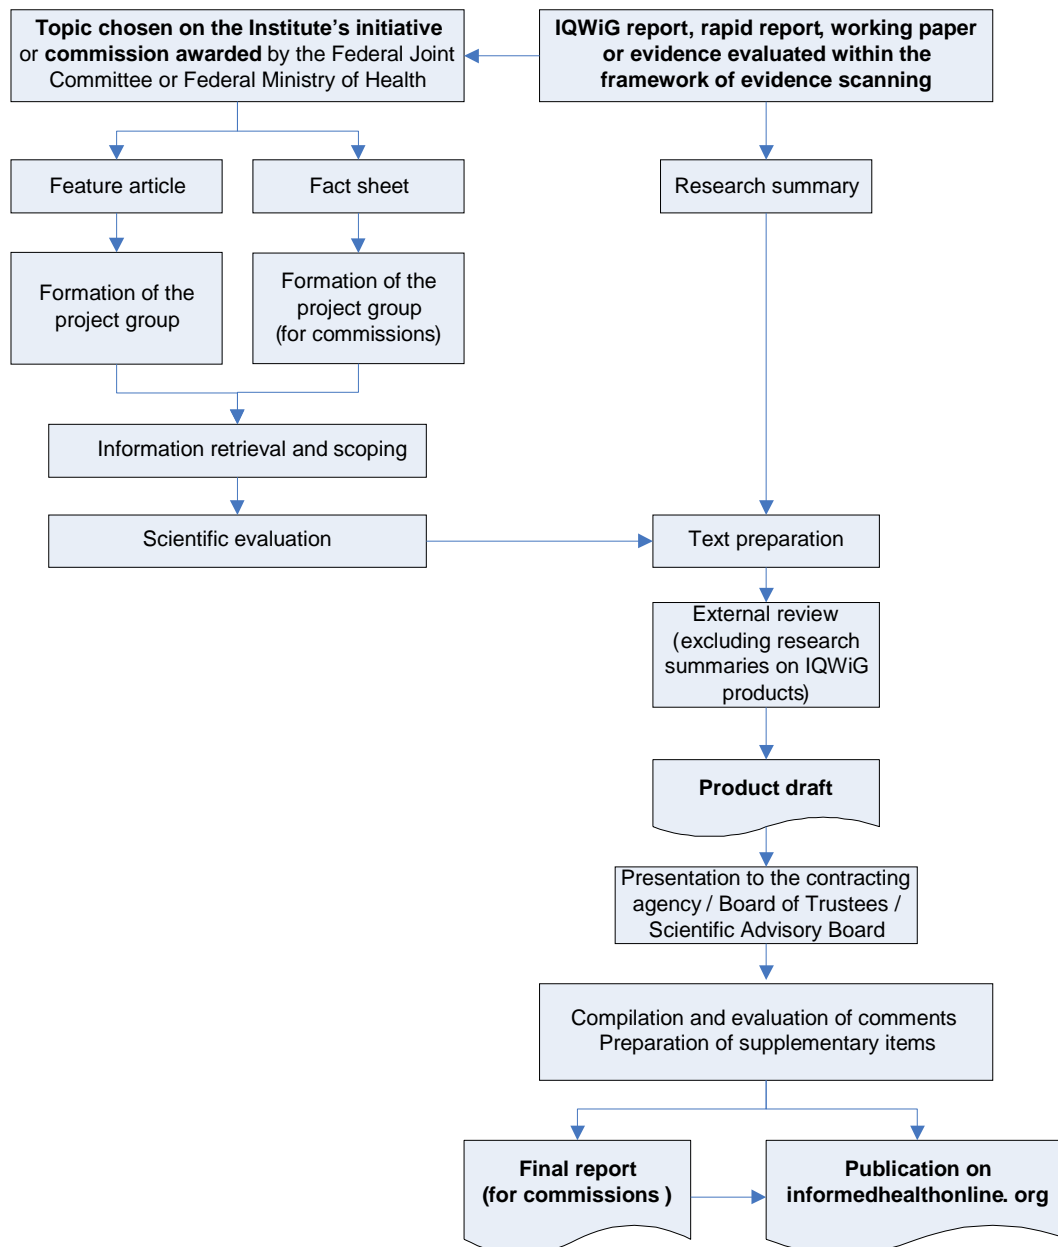 Topic chosen on the Institute's initiative
or commission awarded by the Federal Joint
Committee or Federal Ministry of Health
IQWiG report, rapid report, working paper
or evidence evaluated within the
framework of evidence scanning
Feature article
Fact sheet
Research summary
Formation of the
project group
Formation of the
project group
(for commissions)
Information retrieval and scoping
Scientific evaluation
Text preparation
External review
(excluding research
summaries on IQWiG
products)
Product draft
Presentation to the contracting
agency / Board of Trustees /
Scientific Advisory Board
Compilation and evaluation of comments
Preparation of supplementary items
Final report
(for commissions )
Publication on
informedhealthonline. org